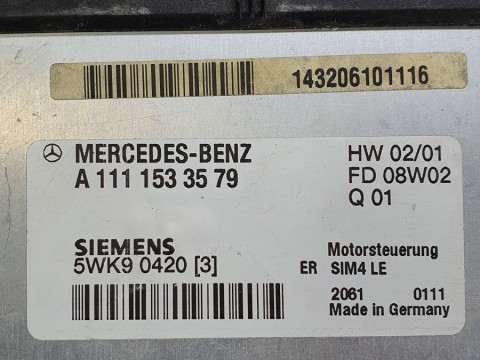 143206101116
MERCEDES-BENZ
A 111 153 35 79
HW 02/01
FD 08W02
Q 01
SIEMENS
5WK9 0420 [3]
Motorsteuerung
ER SIM4 LE
2061 0111
Made in Germany